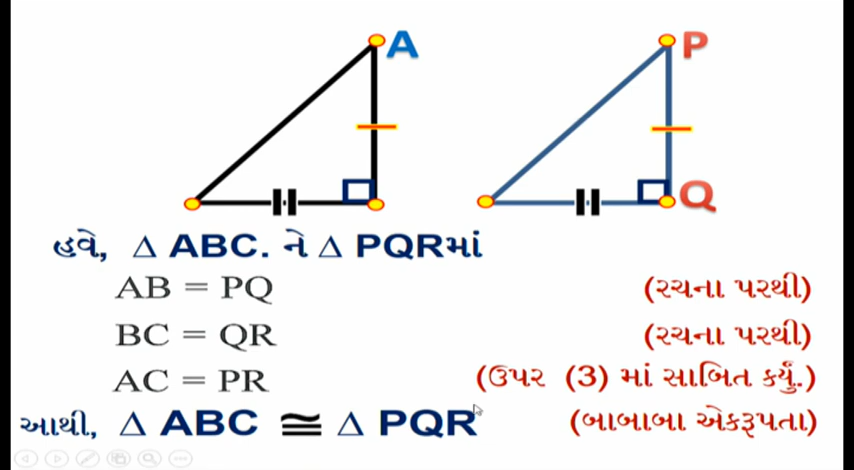 A P
Q
હવે, △ ABC. ને △ PQRમાં
AB = PQ (રચના પરથી)
BC = QR (રચના પરથી)
AC = PR (ઉપર (3) માં સાબિત કર્યું.)
આથી, △ ABC ≅ △ PQR (બાબાબા એકરૂપતા)